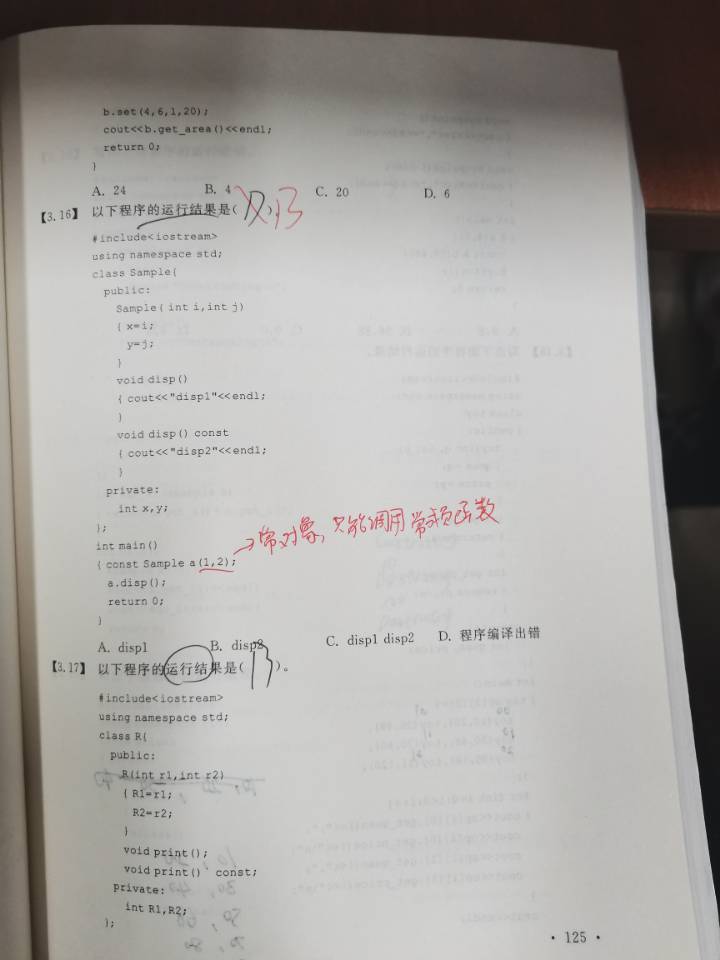 b.set(4,6,1,20);
cout<<b.get_area()<<endl;
return 0;
}
A. 24 B. 4 C. 20 D. 6
【3.16】 以下程序的运行结果是( B )。
#include<iostream>
using namespace std;
class Sample{
public:
Sample(int i,int j)
{ x=i;
y=j;
}
void disp()
{ cout<<"disp1"<<endl;
}
void disp() const
{ cout<<"disp2"<<endl;
}
private:
int x,y;
};
int main()
{ const Sample a(1,2); →常对象,只能调用常成员函数
a.disp();
return 0;
}
A. disp1 B. disp2 C. disp1 disp2 D. 程序编译出错
【3.17】 以下程序的运行结果是( B )。
#include<iostream>
using namespace std;
class R{
public:
R(int r1,int r2)
{ R1=r1;
R2=r2;
}
void print();
void print() const;
private:
int R1,R2;
};
· 125 ·